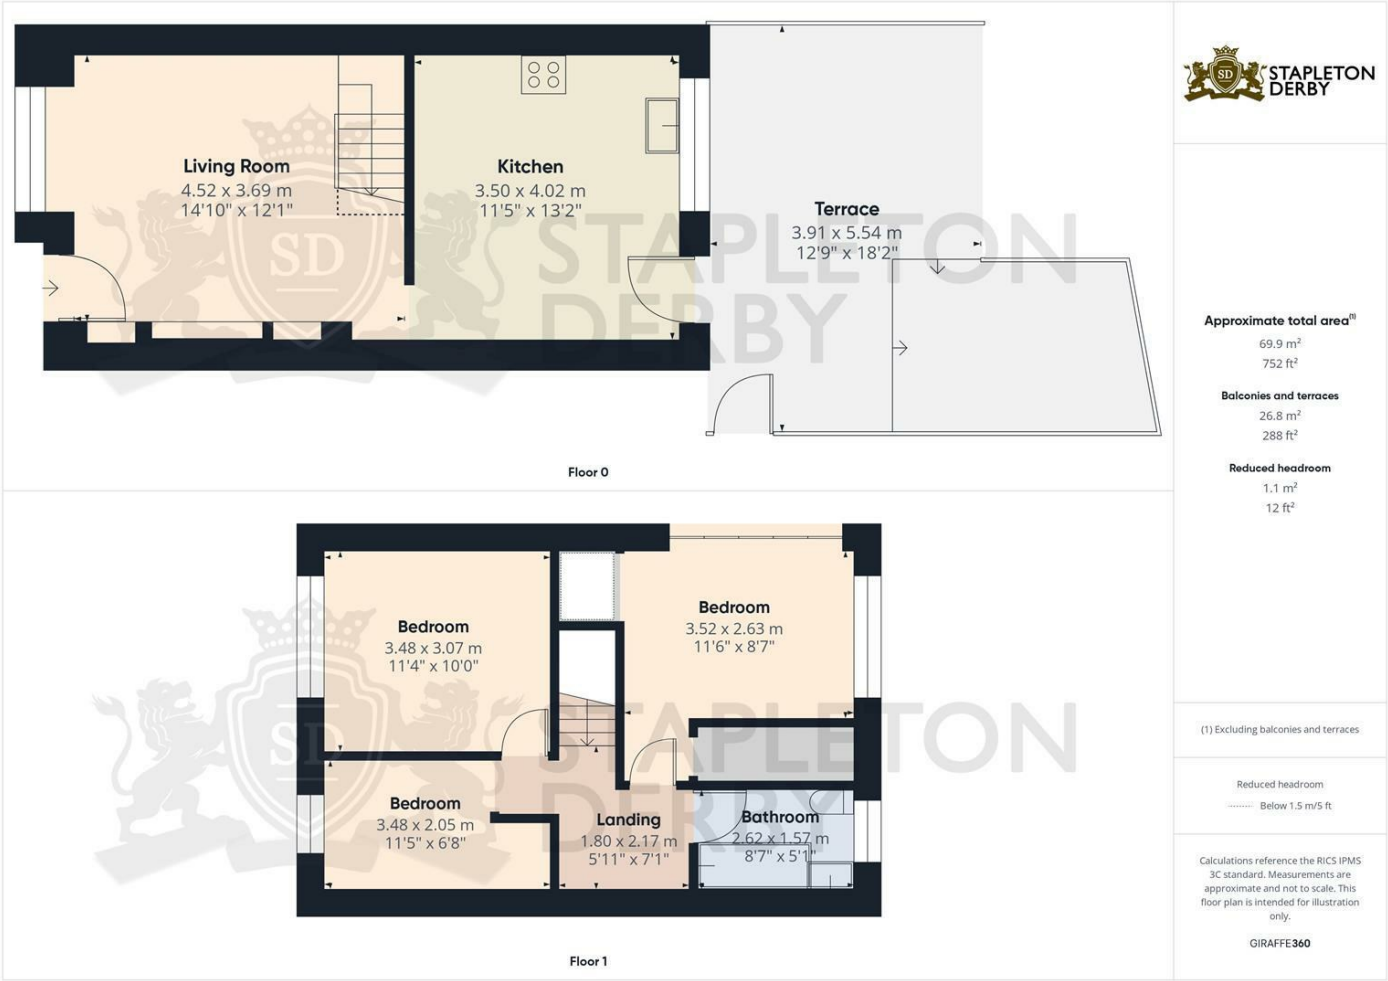 Living Room
4.52 x 3.69 m
14'10" x 12'1"
Kitchen
3.50 x 4.02 m
11'5" x 13'2"
Terrace
3.91 x 5.54 m
12'9" x 18'2"
SD
STAPLETON
DERBY
Floor 0
Bedroom
3.48 x 3.07 m
11'4" x 10'0"
Bedroom
3.52 x 2.63 m
11'6" x 8'7"
Bedroom
3.48 x 2.05 m
11'5" x 6'8"
Landing
1.80 x 2.17 m
5'11" x 7'1"
Bathroom
2.62 x 1.57 m
8'7" x 5'1"
SD
STAPLETON
DERBY
Floor 1
SD
STAPLETON
DERBY
Approximate total area(1)
69.9 m²
752 ft²
Balconies and terraces
26.8 m²
288 ft²
Reduced headroom
1.1 m²
12 ft²
(1) Excluding balconies and terraces
Reduced headroom
Below 1.5 m/5 ft
Calculations reference the RICS IPMS
3C standard. Measurements are
approximate and not to scale. This
floor plan is intended for illustration
only.
GIRAFFE360